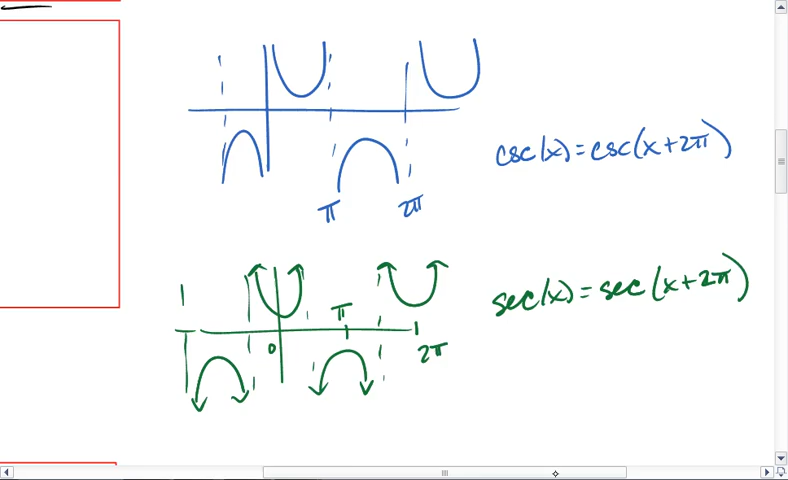 csc(x)=csc(x+2π)
π 2π
sec(x)=sec(x+2π)
π
0
2π